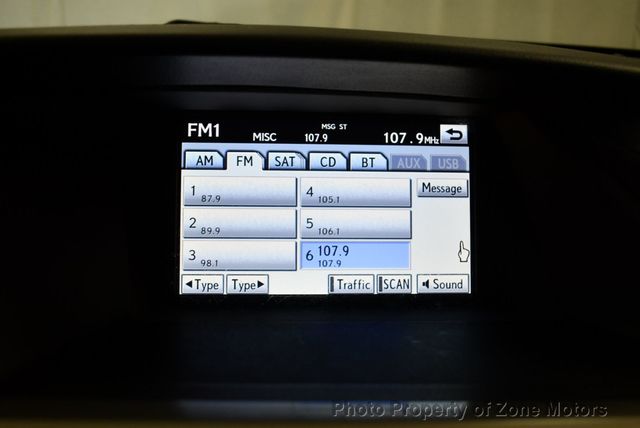 FM1 MISC MSG ST 107.9 107.9MHz
AM FM SAT CD BT AUX USB
1 87.9 4 105.1 Message
2 89.9 5 106.1
3 98.1 6 107.9 107.9
◄Type Type► Traffic SCAN Sound
Photo Property of Zone Motors